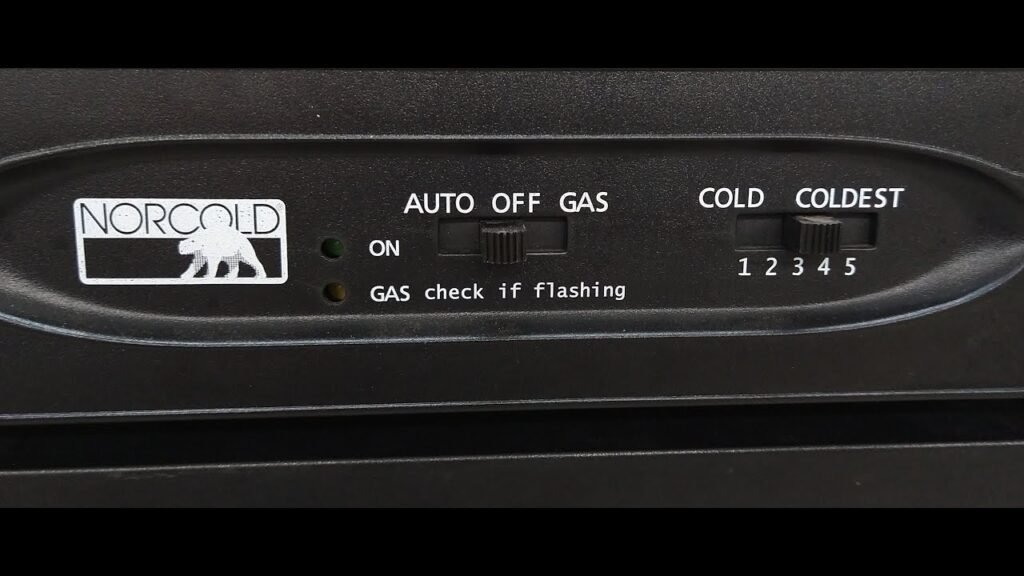 NORCOLD
AUTO OFF GAS
ON
GAS check if flashing
COLD COLDEST
1 2 3 4 5